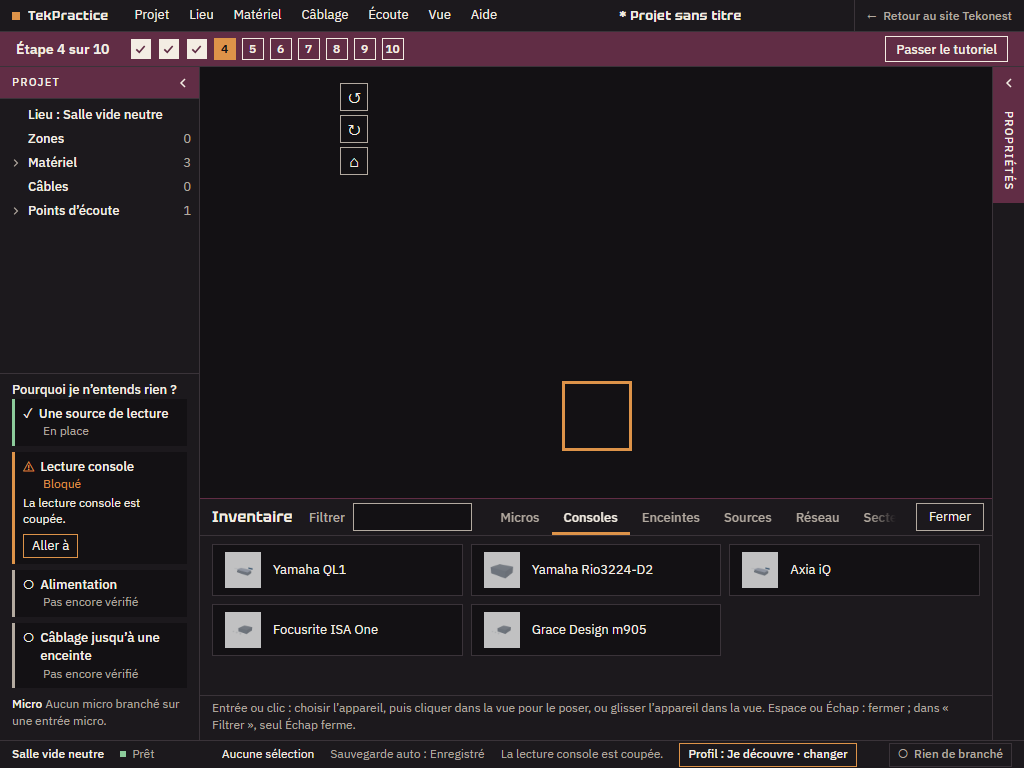 TekPractice Projet Lieu Matériel Câblage Écoute Vue Aide * Projet sans titre ← Retour au site Tekonest
Étape 4 sur 10 4 5 6 7 8 9 10 Passer le tutoriel
PROJET
PROPRIÉTÉS
Lieu : Salle vide neutre
Zones 0
Matériel 3
Câbles 0
Points d'écoute 1
Pourquoi je n'entends rien ?
Une source de lecture
En place
Lecture console
Bloqué
La lecture console est
coupée.
Aller à
Alimentation
Pas encore vérifié
Câblage jusqu'à une
enceinte
Pas encore vérifié
Micro Aucun micro branché sur
une entrée micro.
Inventaire Filtrer Micros Consoles Enceintes Sources Réseau Fermer
Yamaha QL1 Yamaha Rio3224-D2 Axia iQ
Focusrite ISA One Grace Design m905
Entrée ou clic : choisir l'appareil, puis cliquer dans la vue pour le poser, ou glisser l'appareil dans la vue. Espace ou Échap : fermer ; dans «
Filtrer », seul Échap ferme.
Salle vide neutre Prêt Aucune sélection Sauvegarde auto : Enregistré La lecture console est coupée. Profil : Je découvre · changer Rien de branché